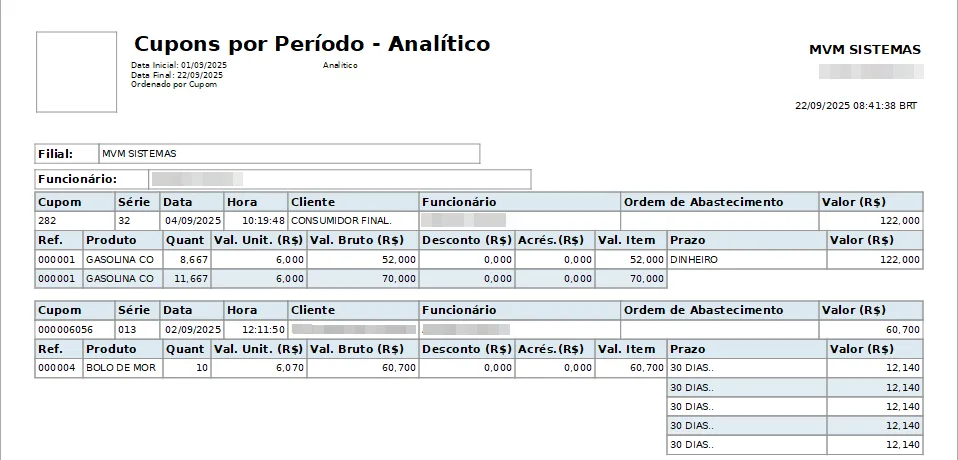 Cupons por Período - Analítico
MVM SISTEMAS
Data Inicial: 01/03/2025 Analítico
Data Final: 22/03/2025
Ordenado por Cupom
22/09/2025 08:41:38 BRT
Filial: MVM SISTEMAS
Funcionário:
Cupom Série Data Hora Cliente Funcionário Ordem de Abastecimento Valor (R$)
282 32 04/09/2025 10:19:48 CONSUMIDOR FINAL. 122,000
Ref. Produto Quant Val. Unit. (R$) Val. Bruto (R$) Desconto (R$) Acrés.(R$) Val. Item Prazo Valor (R$)
000001 GASOLINA CO 8,667 6,000 52,000 0,000 0,000 52,000 DINHEIRO 122,000
000001 GASOLINA CO 11,667 6,000 70,000 0,000 0,000 70,000
Cupom Série Data Hora Cliente Funcionário Ordem de Abastecimento Valor (R$)
000006056 013 02/09/2025 12:11:50 60,700
Ref. Produto Quant Val. Unit. (R$) Val. Bruto (R$) Desconto (R$) Acrés.(R$) Val. Item Prazo Valor (R$)
000004 BOLO DE MOR 10 6,070 60,700 0,000 0,000 60,700 30 DIAS.. 12,140
30 DIAS.. 12,140
30 DIAS.. 12,140
30 DIAS.. 12,140
30 DIAS.. 12,140